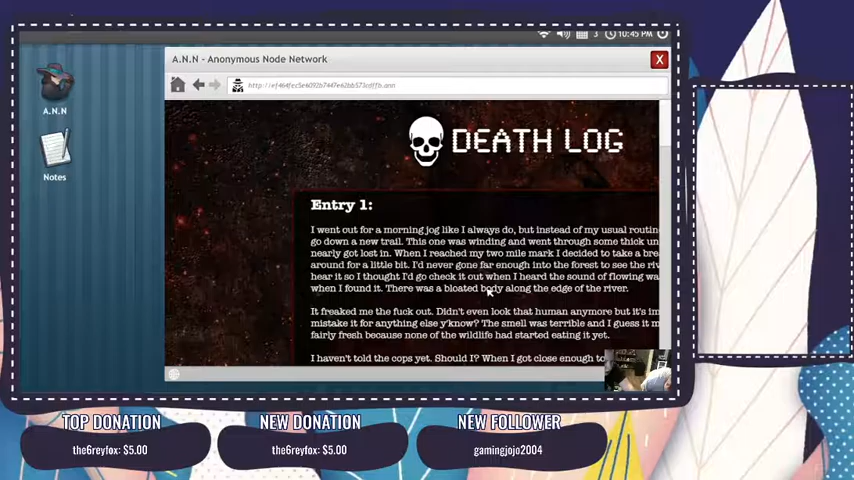 3 10:45 PM
A.N.N - Anonymous Node Network
A.N.N
Notes
DEATH LOG
Entry 1:
I went out for a morning jog like I always do, but instead of my usual routin
go down a new trail. This one was winding and went through some thick un
nearly got lost in. When I reached my two mile mark I decided to take a bre
around for a little bit. I'd never gone far enough into the forest to see the riv
hear it so I thought I'd go check it out when I heard the sound of flowing wa
when I found it. There was a bloated body along the edge of the river.
It freaked me the fuck out. Didn't even look that human anymore but it's im
mistake it for anything else y'know? The smell was terrible and I guess it m
fairly fresh because none of the wildlife had started eating it yet.
I haven't told the cops yet. Should I? When I got close enough to
TOP DONATION
the6reyfox: $5.00
NEW DONATION
the6reyfox: $5.00
NEW FOLLOWER
gamingjojo2004